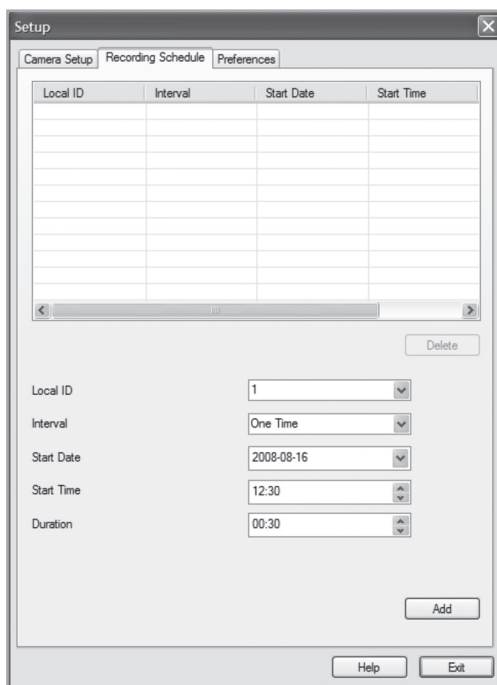 Setup
Camera Setup Recording Schedule Preferences
Local ID Interval Start Date Start Time
Delete
Local ID 1
Interval One Time
Start Date 2008-08-16
Start Time 12:30
Duration 00:30
Add
Help Exit